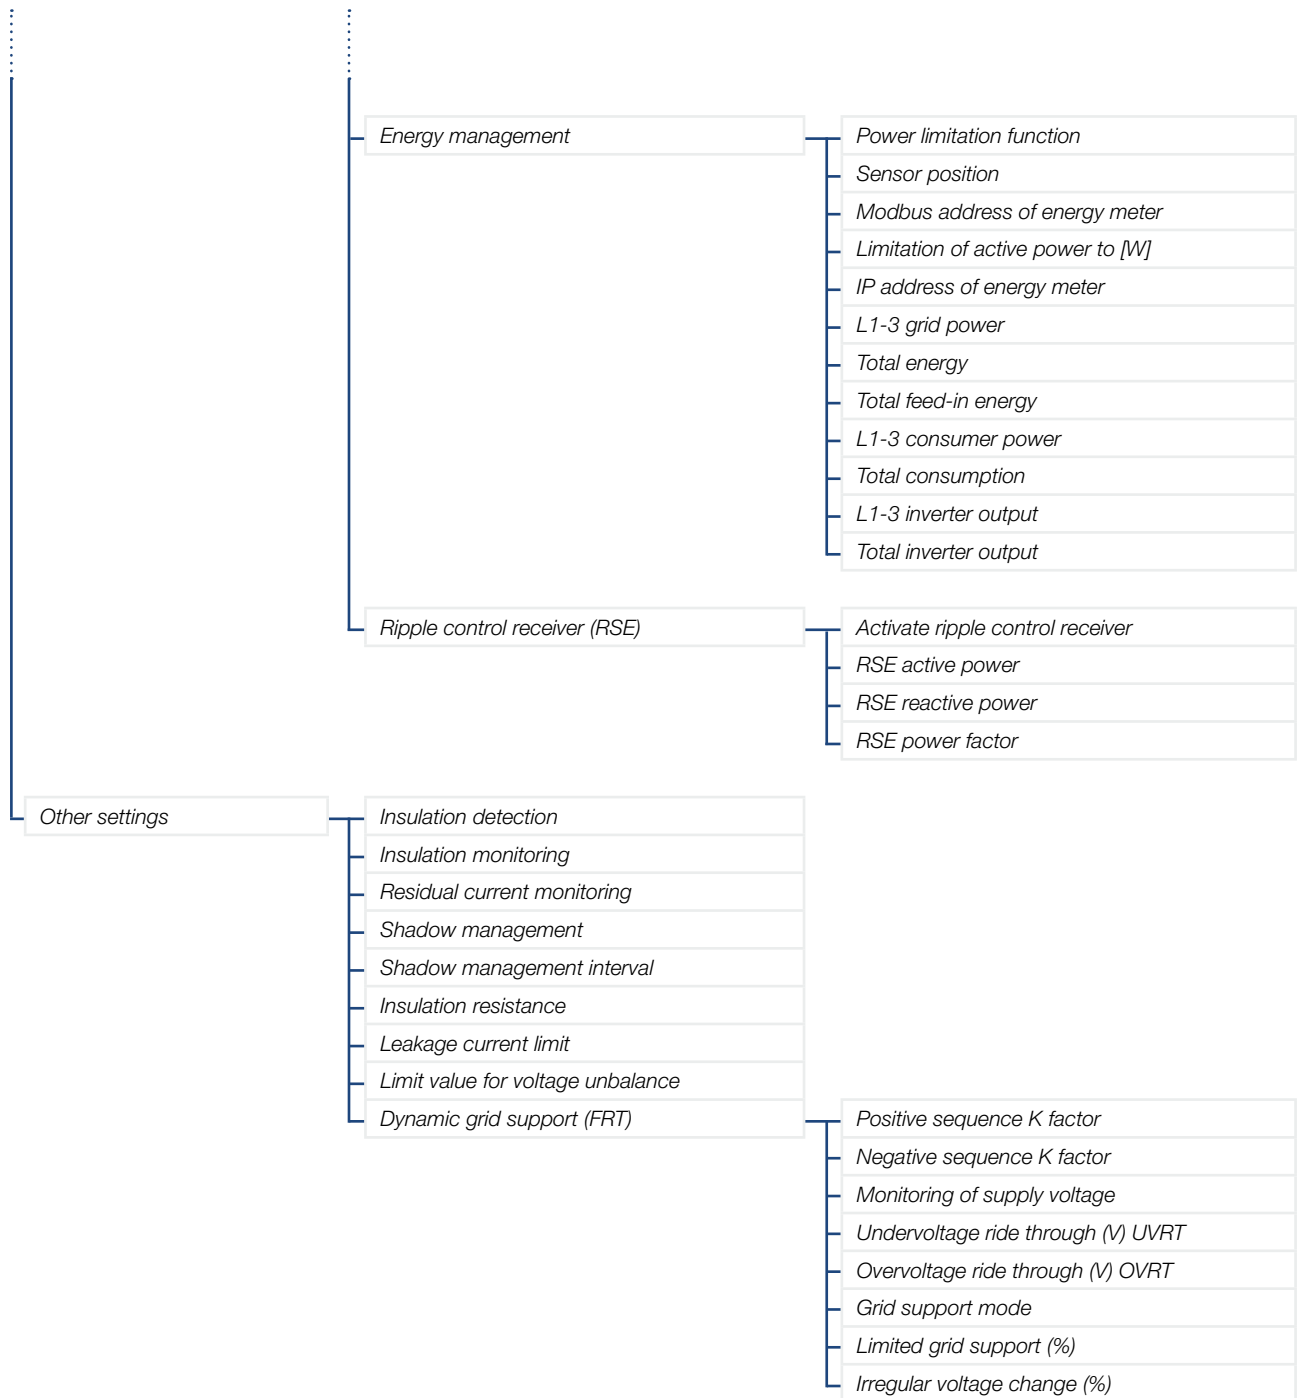 Energy management
Power limitation function
Sensor position
Modbus address of energy meter
Limitation of active power to [W]
IP address of energy meter
L1-3 grid power
Total energy
Total feed-in energy
L1-3 consumer power
Total consumption
L1-3 inverter output
Total inverter output
Ripple control receiver (RSE)
Activate ripple control receiver
RSE active power
RSE reactive power
RSE power factor
Other settings
Insulation detection
Insulation monitoring
Residual current monitoring
Shadow management
Shadow management interval
Insulation resistance
Leakage current limit
Limit value for voltage unbalance
Dynamic grid support (FRT)
Positive sequence K factor
Negative sequence K factor
Monitoring of supply voltage
Undervoltage ride through (V) UVRT
Overvoltage ride through (V) OVRT
Grid support mode
Limited grid support (%)
Irregular voltage change (%)